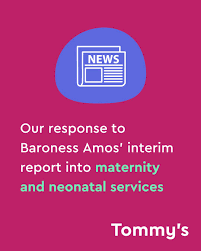 NEWS
Our response to
Baroness Amos' interim
report into maternity
and neonatal services
Tommy's